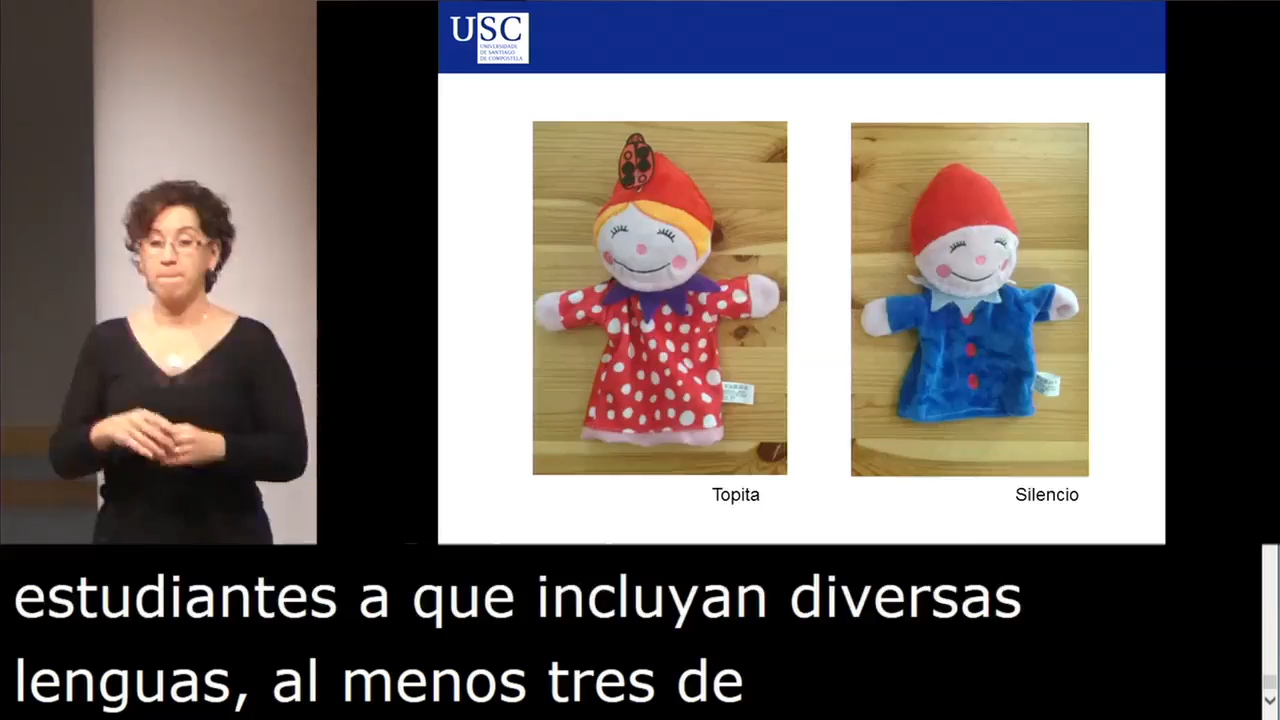 USC
UNIVERSIDADE
DE SANTIAGO
DE COMPOSTELA
Topita
Silencio
estudiantes a que incluyan diversas
lenguas, al menos tres de